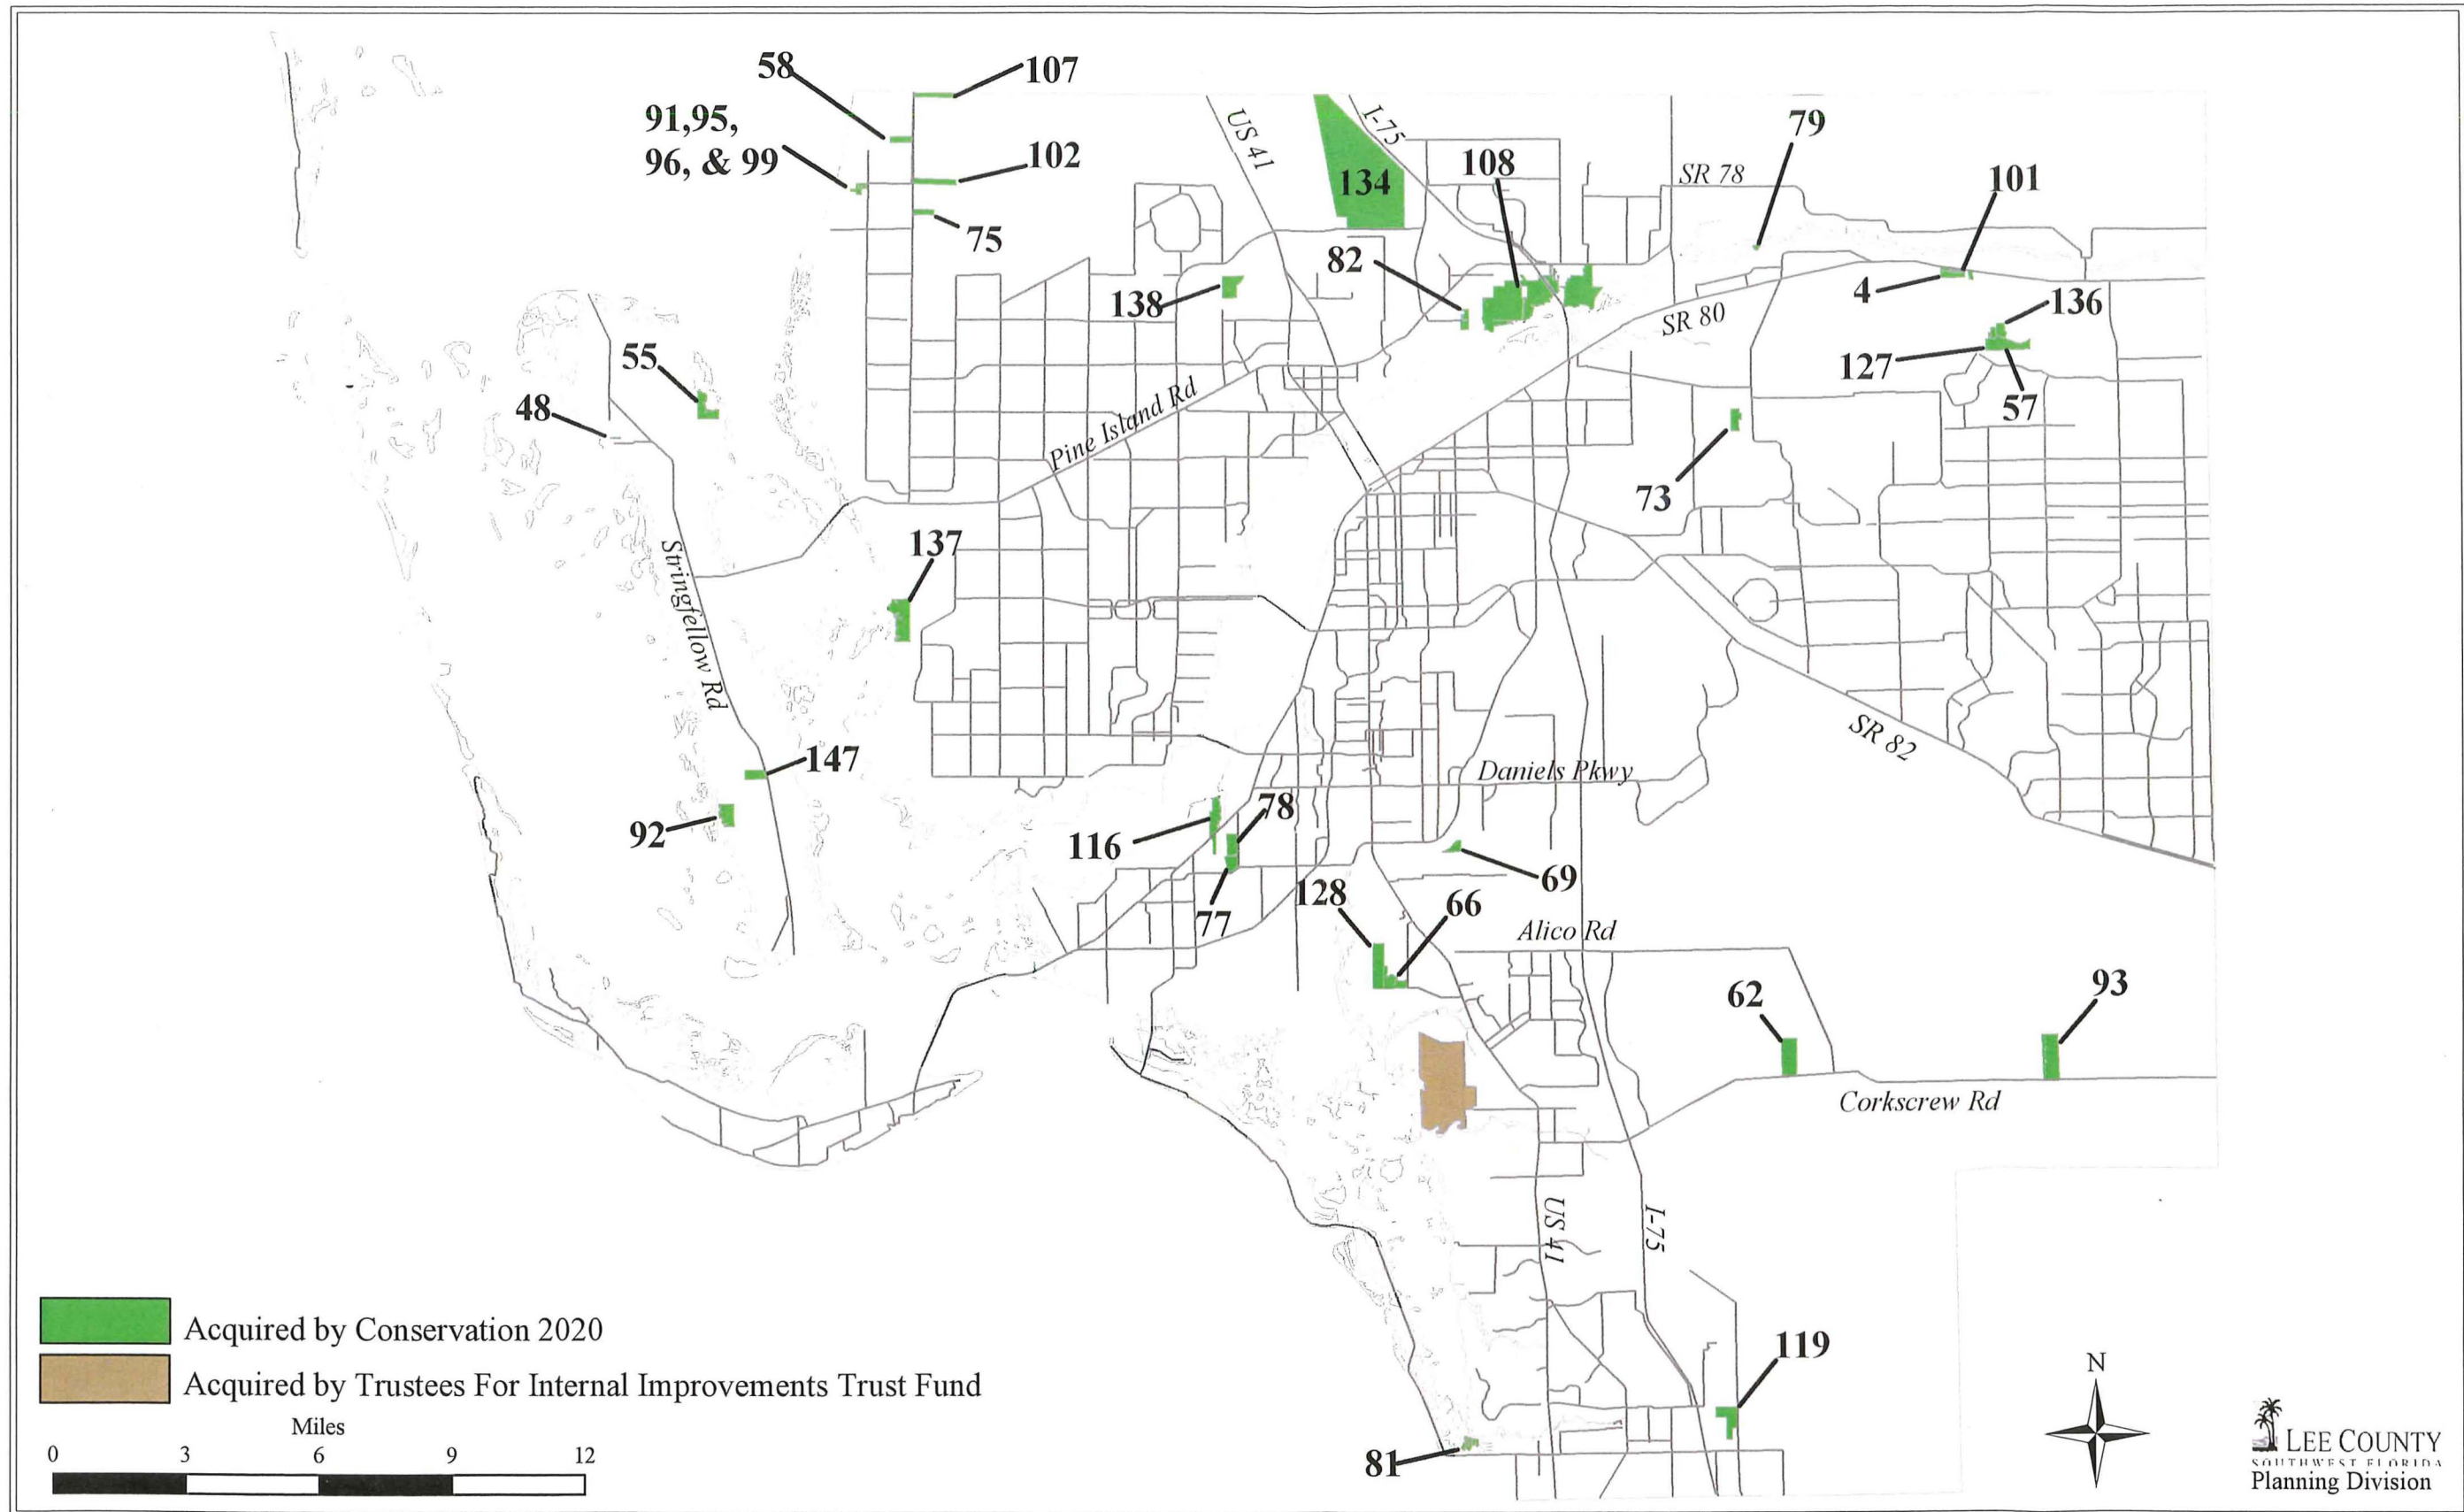 58
107
91,95,
96, & 99
102
75
US 41
I-75
134
108
SR 78
79
101
82
138
4
136
SR 80
127
57
55
48
Pine Island Rd
73
137
Stringfellow Rd
147
92
SR 82
Daniels Pkwy
78
116
77
69
128
66
Alico Rd
62
93
Corkscrew Rd
US 41
I-75
119
81
Acquired by Conservation 2020
Acquired by Trustees For Internal Improvements Trust Fund
Miles
0 3 6 9 12
N
LEE COUNTY
SOUTHWEST FLORIDA
Planning Division